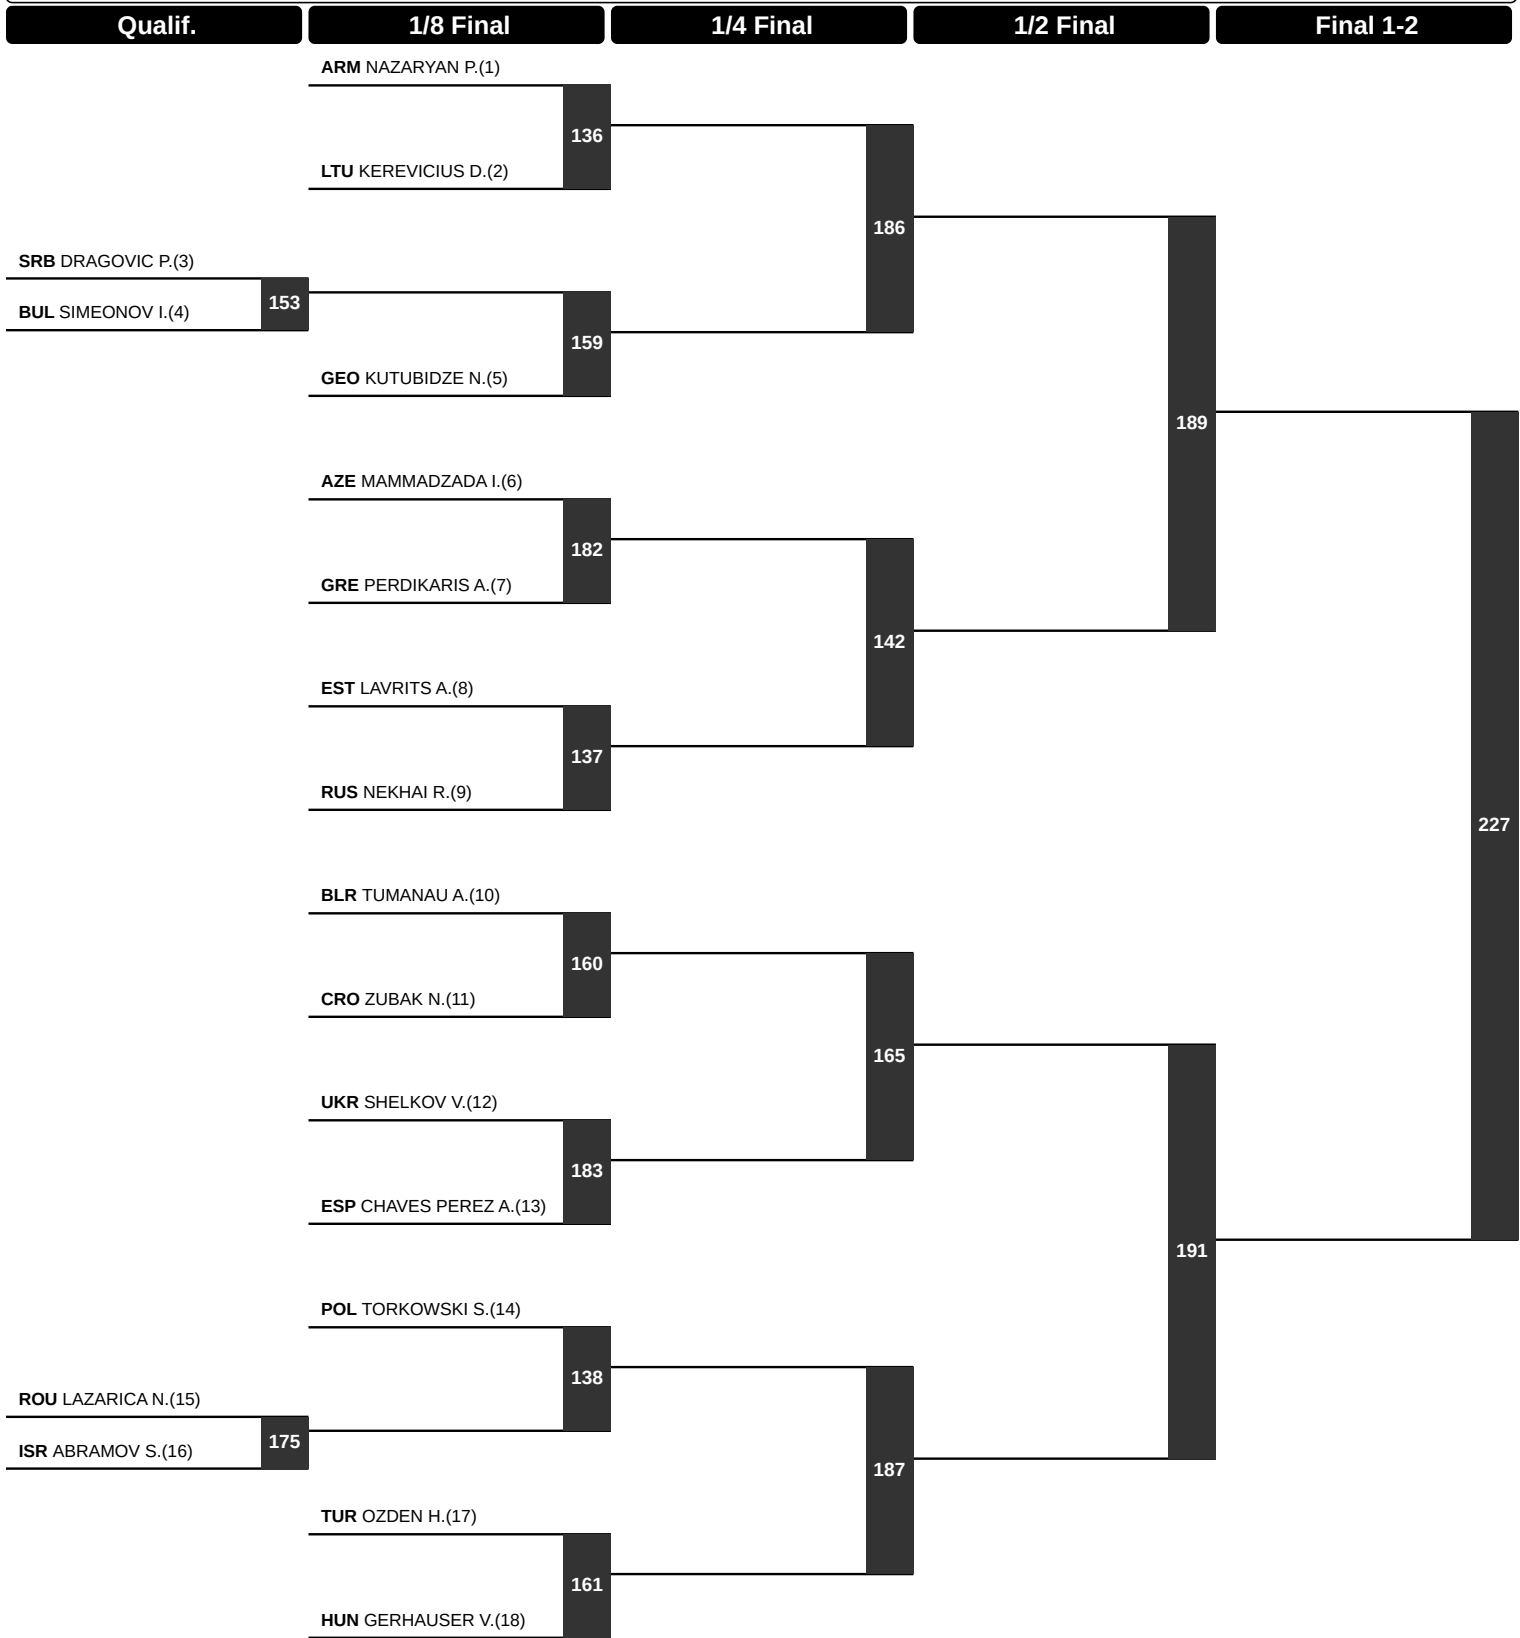 Qualif. 1/8 Final 1/4 Final 1/2 Final Final 1-2
ARM NAZARYAN P.(1)
136
LTU KEREVICIUS D.(2)
186
SRB DRAGOVIC P.(3)
153
BUL SIMEONOV I.(4)
159
GEO KUTUBIDZE N.(5)
189
AZE MAMMADZADA I.(6)
182
GRE PERDIKARIS A.(7)
142
EST LAVRITS A.(8)
137
RUS NEKHAI R.(9)
227
BLR TUMANAU A.(10)
160
CRO ZUBAK N.(11)
165
UKR SHELKOV V.(12)
183
ESP CHAVES PEREZ A.(13)
191
POL TORKOWSKI S.(14)
138
ROU LAZARICA N.(15)
175
ISR ABRAMOV S.(16)
187
TUR OZDEN H.(17)
161
HUN GERHAUSER V.(18)